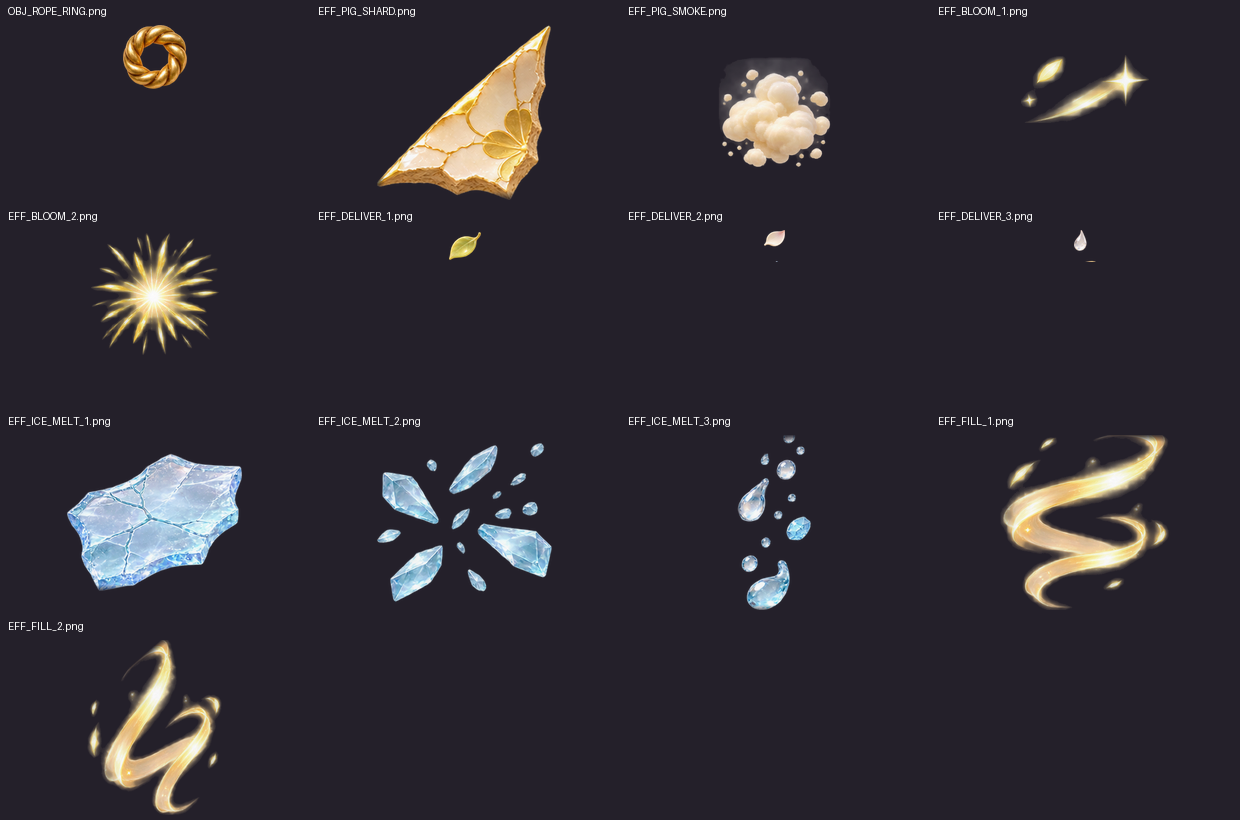 OBJ_ROPE_RING.png
EFF_PIG_SHARD.png
EFF_PIG_SMOKE.png
EFF_BLOOM_1.png
EFF_BLOOM_2.png
EFF_DELIVER_1.png
EFF_DELIVER_2.png
EFF_DELIVER_3.png
EFF_ICE_MELT_1.png
EFF_ICE_MELT_2.png
EFF_ICE_MELT_3.png
EFF_FILL_1.png
EFF_FILL_2.png